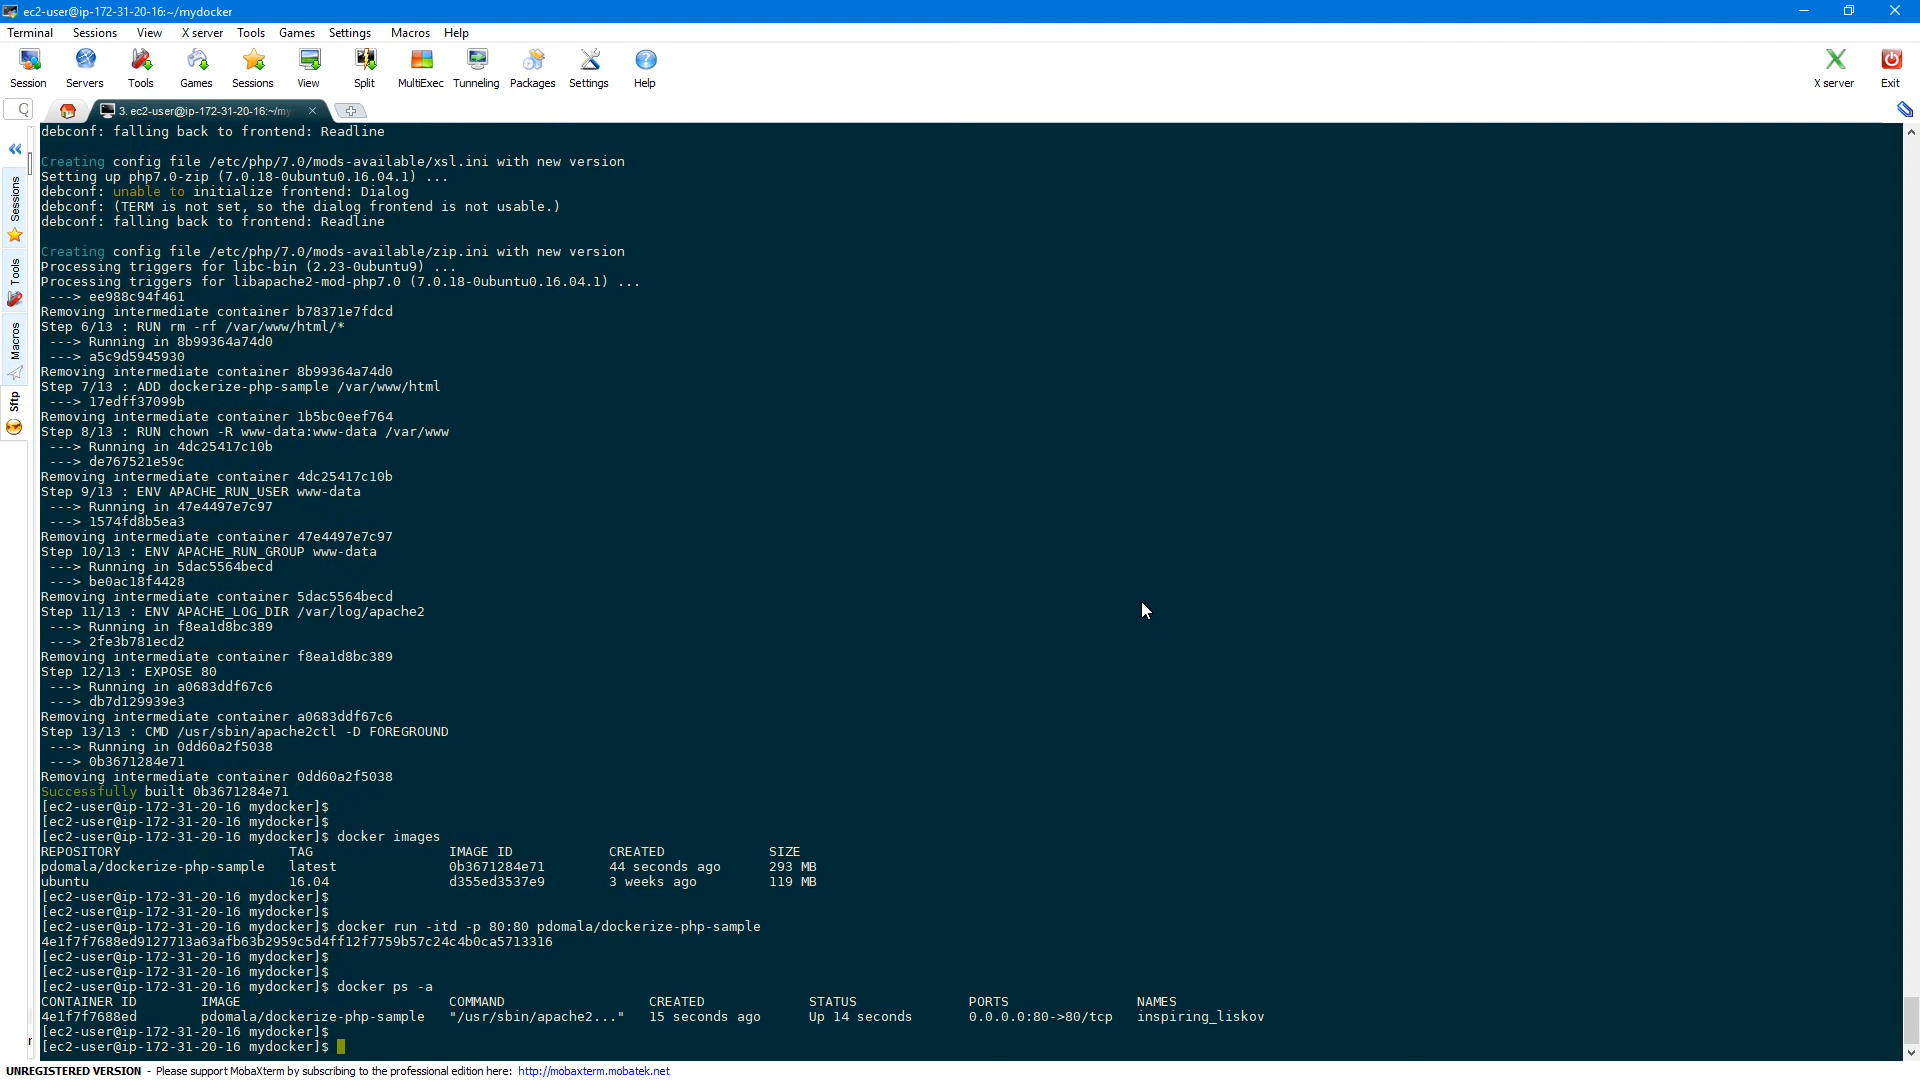 ec2-user@ip-172-31-20-16:~/mydocker
Terminal Sessions View X server Tools Games Settings Macros Help
Session Servers Tools Games Sessions View Split MultiExec Tunneling Packages Settings Help X server Exit
3. ec2-user@ip-172-31-20-16:~/my
Sessions
Tools
Macros
Sftp
debconf: falling back to frontend: Readline
Creating config file /etc/php/7.0/mods-available/xsl.ini with new version
Setting up php7.0-zip (7.0.18-0ubuntu0.16.04.1) ...
debconf: unable to initialize frontend: Dialog
debconf: (TERM is not set, so the dialog frontend is not usable.)
debconf: falling back to frontend: Readline
Creating config file /etc/php/7.0/mods-available/zip.ini with new version
Processing triggers for libc-bin (2.23-0ubuntu9) ...
Processing triggers for libapache2-mod-php7.0 (7.0.18-0ubuntu0.16.04.1) ...
---> ee988c94f461
Removing intermediate container b78371e7fdcd
Step 6/13 : RUN rm -rf /var/www/html/*
---> Running in 8b99364a74d0
---> a5c9d5945930
Removing intermediate container 8b99364a74d0
Step 7/13 : ADD dockerize-php-sample /var/www/html
---> 17edff37099b
Removing intermediate container 1b5bc0eef764
Step 8/13 : RUN chown -R www-data:www-data /var/www
---> Running in 4dc25417c10b
---> de767521e59c
Removing intermediate container 4dc25417c10b
Step 9/13 : ENV APACHE_RUN_USER www-data
---> Running in 47e4497e7c97
---> 1574fd8b5ea3
Removing intermediate container 47e4497e7c97
Step 10/13 : ENV APACHE_RUN_GROUP www-data
---> Running in 5dac5564becd
---> be0ac18f4428
Removing intermediate container 5dac5564becd
Step 11/13 : ENV APACHE_LOG_DIR /var/log/apache2
---> Running in f8ea1d8bc389
---> 2fe3b781ecd2
Removing intermediate container f8ea1d8bc389
Step 12/13 : EXPOSE 80
---> Running in a0683ddf67c6
---> db7d129939e3
Removing intermediate container a0683ddf67c6
Step 13/13 : CMD /usr/sbin/apache2ctl -D FOREGROUND
---> Running in 0dd60a2f5038
---> 0b3671284e71
Removing intermediate container 0dd60a2f5038
Successfully built 0b3671284e71
[ec2-user@ip-172-31-20-16 mydocker]$
[ec2-user@ip-172-31-20-16 mydocker]$
[ec2-user@ip-172-31-20-16 mydocker]$ docker images
REPOSITORY TAG IMAGE ID CREATED SIZE
pdomala/dockerize-php-sample latest 0b3671284e71 44 seconds ago 293 MB
ubuntu 16.04 d355ed3537e9 3 weeks ago 119 MB
[ec2-user@ip-172-31-20-16 mydocker]$
[ec2-user@ip-172-31-20-16 mydocker]$
[ec2-user@ip-172-31-20-16 mydocker]$ docker run -itd -p 80:80 pdomala/dockerize-php-sample
4e1f7f7688ed9127713a63afb63b2959c5d4ff12f7759b57c24c4b0ca5713316
[ec2-user@ip-172-31-20-16 mydocker]$
[ec2-user@ip-172-31-20-16 mydocker]$
[ec2-user@ip-172-31-20-16 mydocker]$ docker ps -a
CONTAINER ID IMAGE COMMAND CREATED STATUS PORTS NAMES
4e1f7f7688ed pdomala/dockerize-php-sample "/usr/sbin/apache2..." 15 seconds ago Up 14 seconds 0.0.0.0:80->80/tcp inspiring_liskov
[ec2-user@ip-172-31-20-16 mydocker]$
[ec2-user@ip-172-31-20-16 mydocker]$
UNREGISTERED VERSION - Please support MobaXterm by subscribing to the professional edition here: http://mobaxterm.mobatek.net